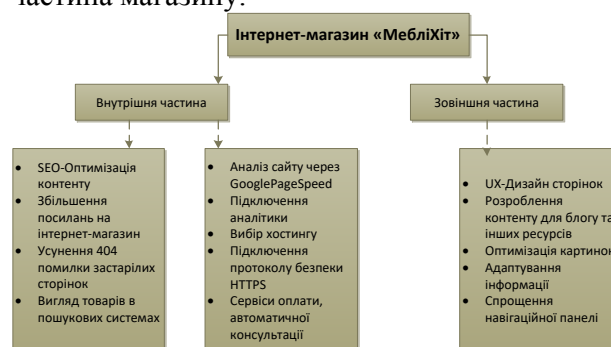 частина магазину.
Інтернет-магазин «МебліХіт»
Внутрішня частина
Зовіншня частина
• SEO-Оптимізація
контенту
• Збільшення
посилань на
інтернет-магазин
• Усунення 404
помилки застарілих
сторінок
• Вигляд товарів в
пошукових системах
• Аналіз сайту через
GooglePageSpeed
• Підключення
аналітики
• Вибір хостингу
• Підключення
протоколу безпеки
HTTPS
• Сервіси оплати,
автоматичної
консультації
• UX-Дизайн сторінок
• Розроблення
контенту для блогу та
інших ресурсів
• Оптимізація картинок
• Адаптування
інформації
• Спрощення
навігаційної панелі